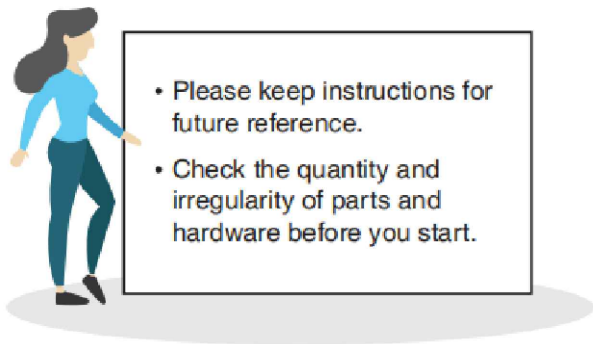 • Please keep instructions for
future reference.
• Check the quantity and
irregularity of parts and
hardware before you start.